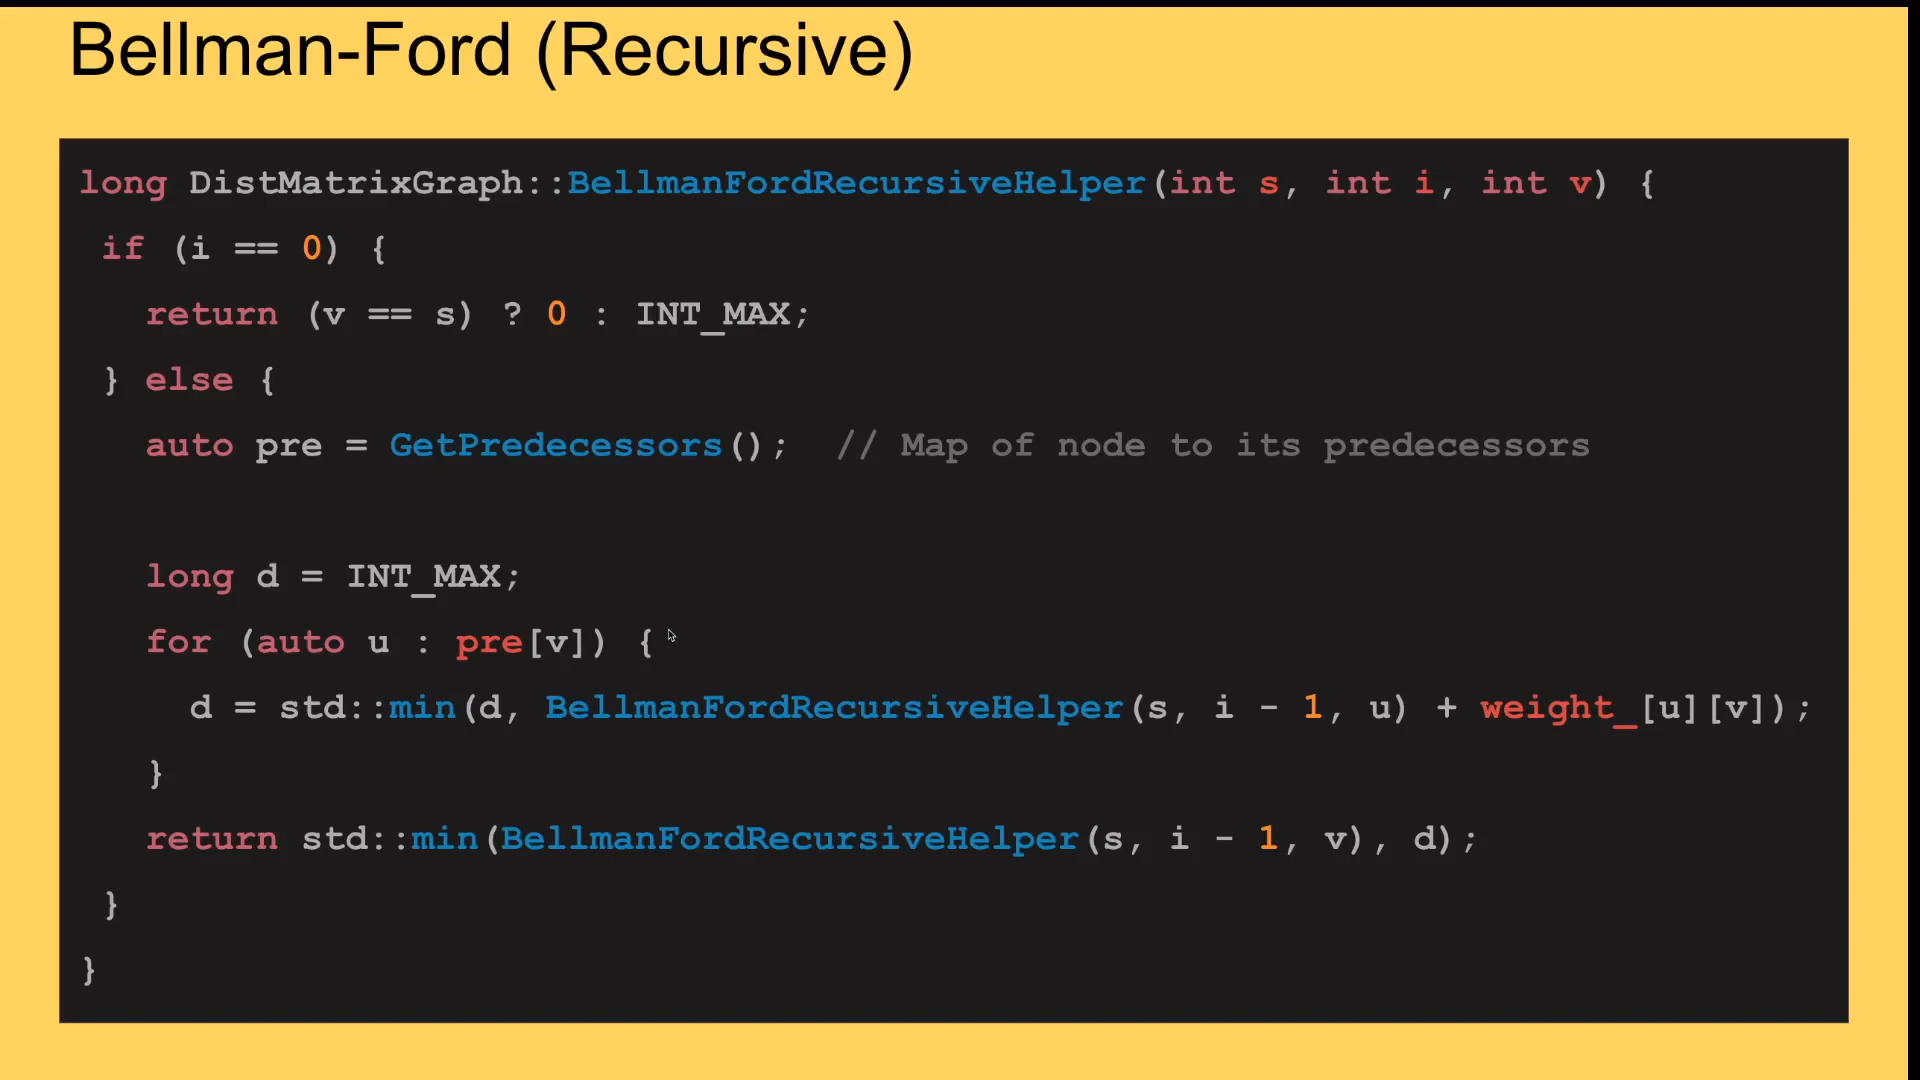 Bellman-Ford (Recursive)
long DistMatrixGraph::BellmanFordRecursiveHelper(int s, int i, int v) {
if (i == 0) {
return (v == s) ? 0 : INT_MAX;
} else {
auto pre = GetPredecessors(); // Map of node to its predecessors
long d = INT_MAX;
for (auto u : pre[v]) {
d = std::min(d, BellmanFordRecursiveHelper(s, i - 1, u) + weight_[u][v]);
}
return std::min(BellmanFordRecursiveHelper(s, i - 1, v), d);
}
}